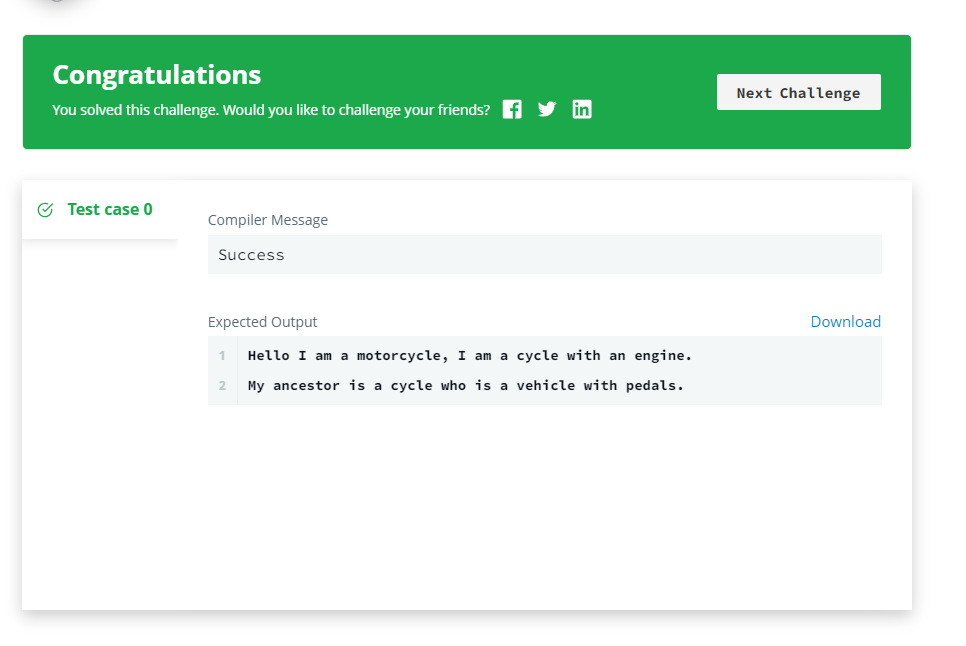 Congratulations
You solved this challenge. Would you like to challenge your friends?
Next Challenge
Test case 0
Compiler Message
Success
Expected Output
Download
1 Hello I am a motorcycle, I am a cycle with an engine.
2 My ancestor is a cycle who is a vehicle with pedals.